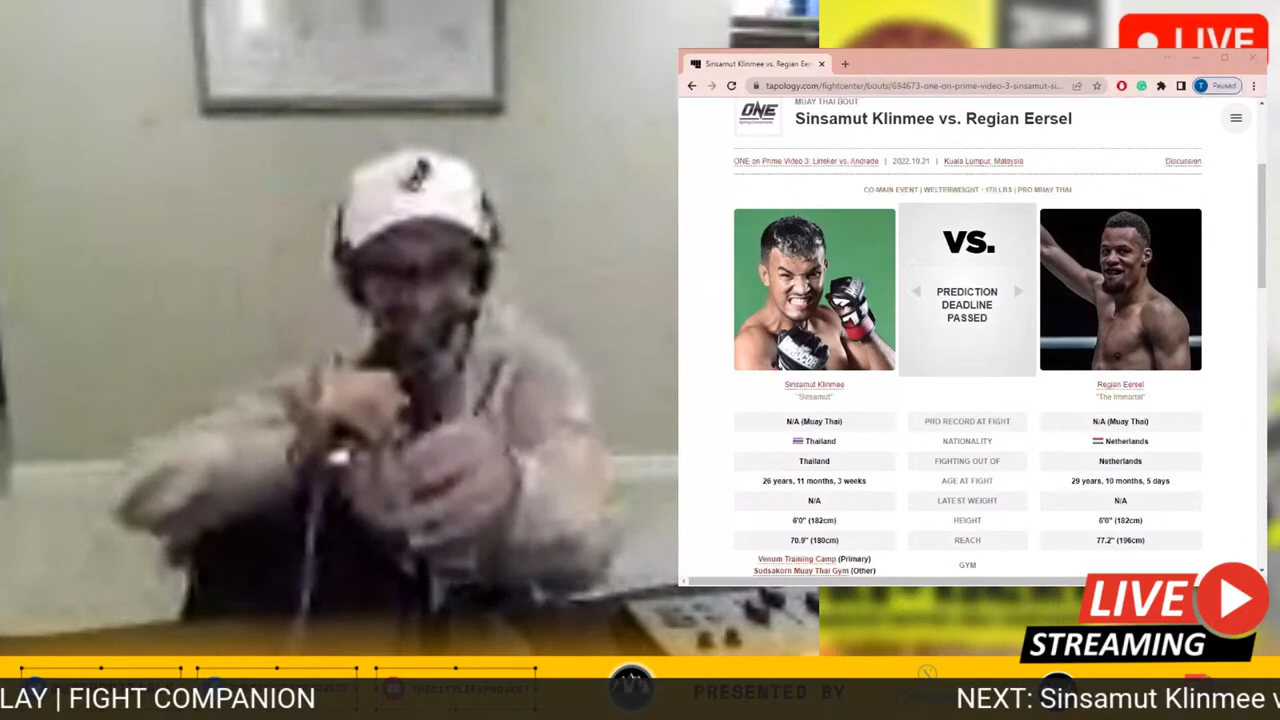 LIVE
Sinsamut Klinmee vs. Regian Eers
tapology.com/fightcenter/bouts/694673-one-on-prime-video-3-sinsamut-si...
T Paused
MUAY THAI BOUT
ONE
Sinsamut Klinmee vs. Regian Eersel
ONE on Prime Video 3: Lineker vs. Andrade | 2022.10.21 | Kuala Lumpur, Malaysia Discussion
CO-MAIN EVENT | WELTERWEIGHT · 170 LBS | PRO MUAY THAI
VS.
PREDICTION
DEADLINE
PASSED
Sinsamut Klinmee Regian Eersel
"Sinsamut" "The Immortal"
N/A (Muay Thai) PRO RECORD AT FIGHT N/A (Muay Thai)
Thailand NATIONALITY Netherlands
Thailand FIGHTING OUT OF Netherlands
26 years, 11 months, 3 weeks AGE AT FIGHT 29 years, 10 months, 5 days
N/A LATEST WEIGHT N/A
6'0" (182cm) HEIGHT 6'0" (182cm)
70.9" (180cm) REACH 77.2" (196cm)
Venum Training Camp (Primary) GYM
Sudsakorn Muay Thai Gym (Other)
LIVE
STREAMING
THECITYLIFEPROJECT
PRESENTED BY
LAY | FIGHT COMPANION NEXT: Sinsamut Klinmee v